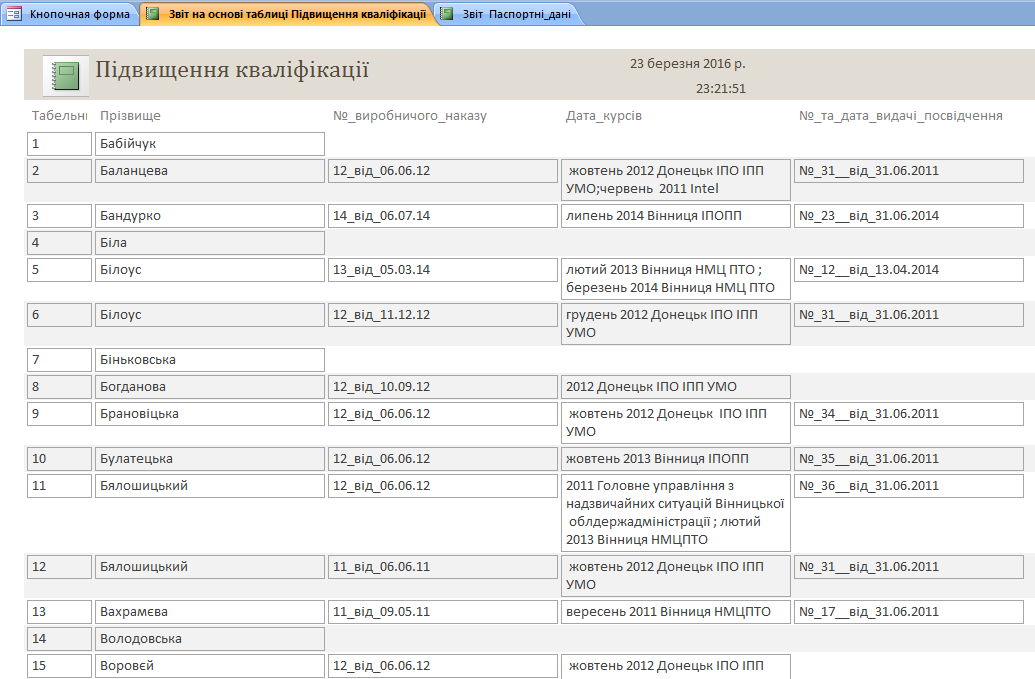 Кнопочная форма Звіт на основі таблиці Підвищення кваліфікації Звіт Паспортні_дані
Підвищення кваліфікації 23 березня 2016 р.
23:21:51
Табельн Прізвище №_виробничого_наказу Дата_курсів №_та_дата_видачі_посвідчення
1 Бабійчук
2 Баланцева 12_від_06.06.12 жовтень 2012 Донецьк ІПО ІПП №_31__від_31.06.2011
УМО;червень 2011 Intel
3 Бандурко 14_від_06.07.14 липень 2014 Вінниця ІПОПП №_23__від_31.06.2014
4 Біла
5 Білоус 13_від_05.03.14 лютий 2013 Вінниця НМЦ ПТО ; №_12__від_13.04.2014
березень 2014 Вінниця НМЦ ПТО
6 Білоус 12_від_11.12.12 грудень 2012 Донецьк ІПО ІПП №_31__від_31.06.2011
УМО
7 Біньковська
8 Богданова 12_від_10.09.12 2012 Донецьк ІПО ІПП УМО
9 Брановіцька 12_від_06.06.12 жовтень 2012 Донецьк ІПО ІПП №_34__від_31.06.2011
УМО
10 Булатецька 12_від_06.06.12 жовтень 2013 Вінниця ІПОПП №_35__від_31.06.2011
11 Бялошицький 12_від_06.06.12 2011 Головне управління з №_36__від_31.06.2011
надзвичайних ситуацій Вінницької
облдержадміністрації ; лютий
2013 Вінниця НМЦПТО
12 Бялошицький 11_від_06.06.11 жовтень 2012 Донецьк ІПО ІПП №_31__від_31.06.2011
УМО
13 Вахрамєва 11_від_09.05.11 вересень 2011 Вінниця НМЦПТО №_17__від_31.06.2011
14 Володовська
15 Воровєй 12_від_06.06.12 жовтень 2012 Донецьк ІПО ІПП